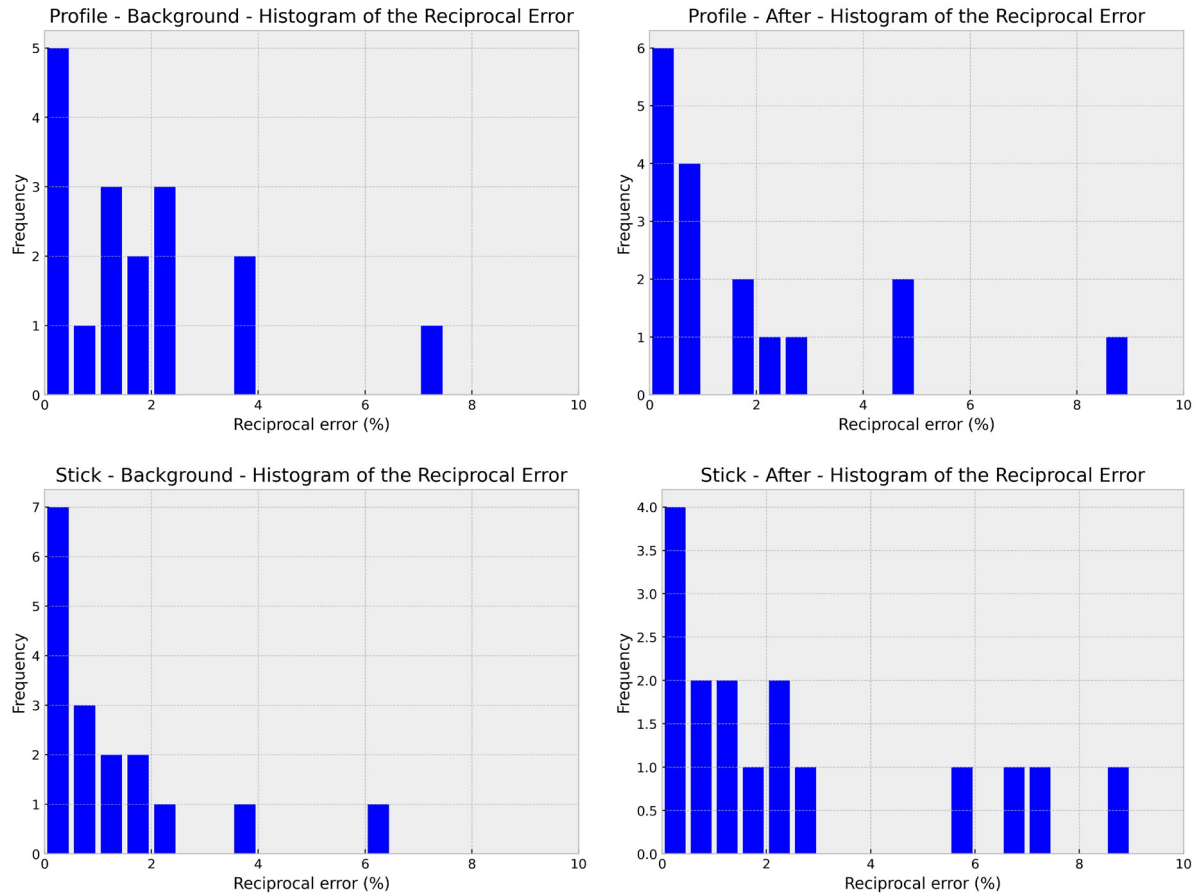 Profile - Background - Histogram of the Reciprocal Error
5
4
3
2
1
0
Frequency
0 2 4 6 8 10
Reciprocal error (%)
Profile - After - Histogram of the Reciprocal Error
6
5
4
3
2
1
0
Frequency
0 2 4 6 8 10
Reciprocal error (%)
Stick - Background - Histogram of the Reciprocal Error
7
6
5
4
3
2
1
0
Frequency
0 2 4 6 8 10
Reciprocal error (%)
Stick - After - Histogram of the Reciprocal Error
4.0
3.5
3.0
2.5
2.0
1.5
1.0
0.5
0.0
Frequency
0 2 4 6 8 10
Reciprocal error (%)